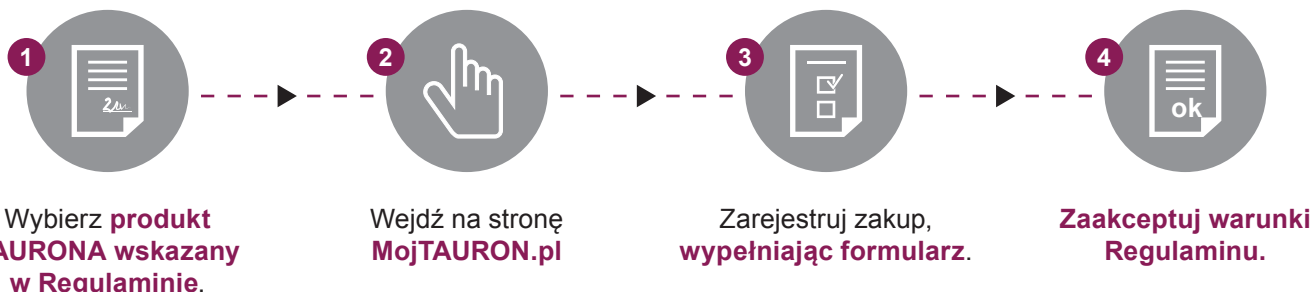 1
2
3
4
ok
Wybierz produkt
AURONA wskazany
w Regulaminie.
Wejdź na stronę
MojTAURON.pl
Zarejestruj zakup,
wypełniając formularz.
Zaakceptuj warunki
Regulaminu.